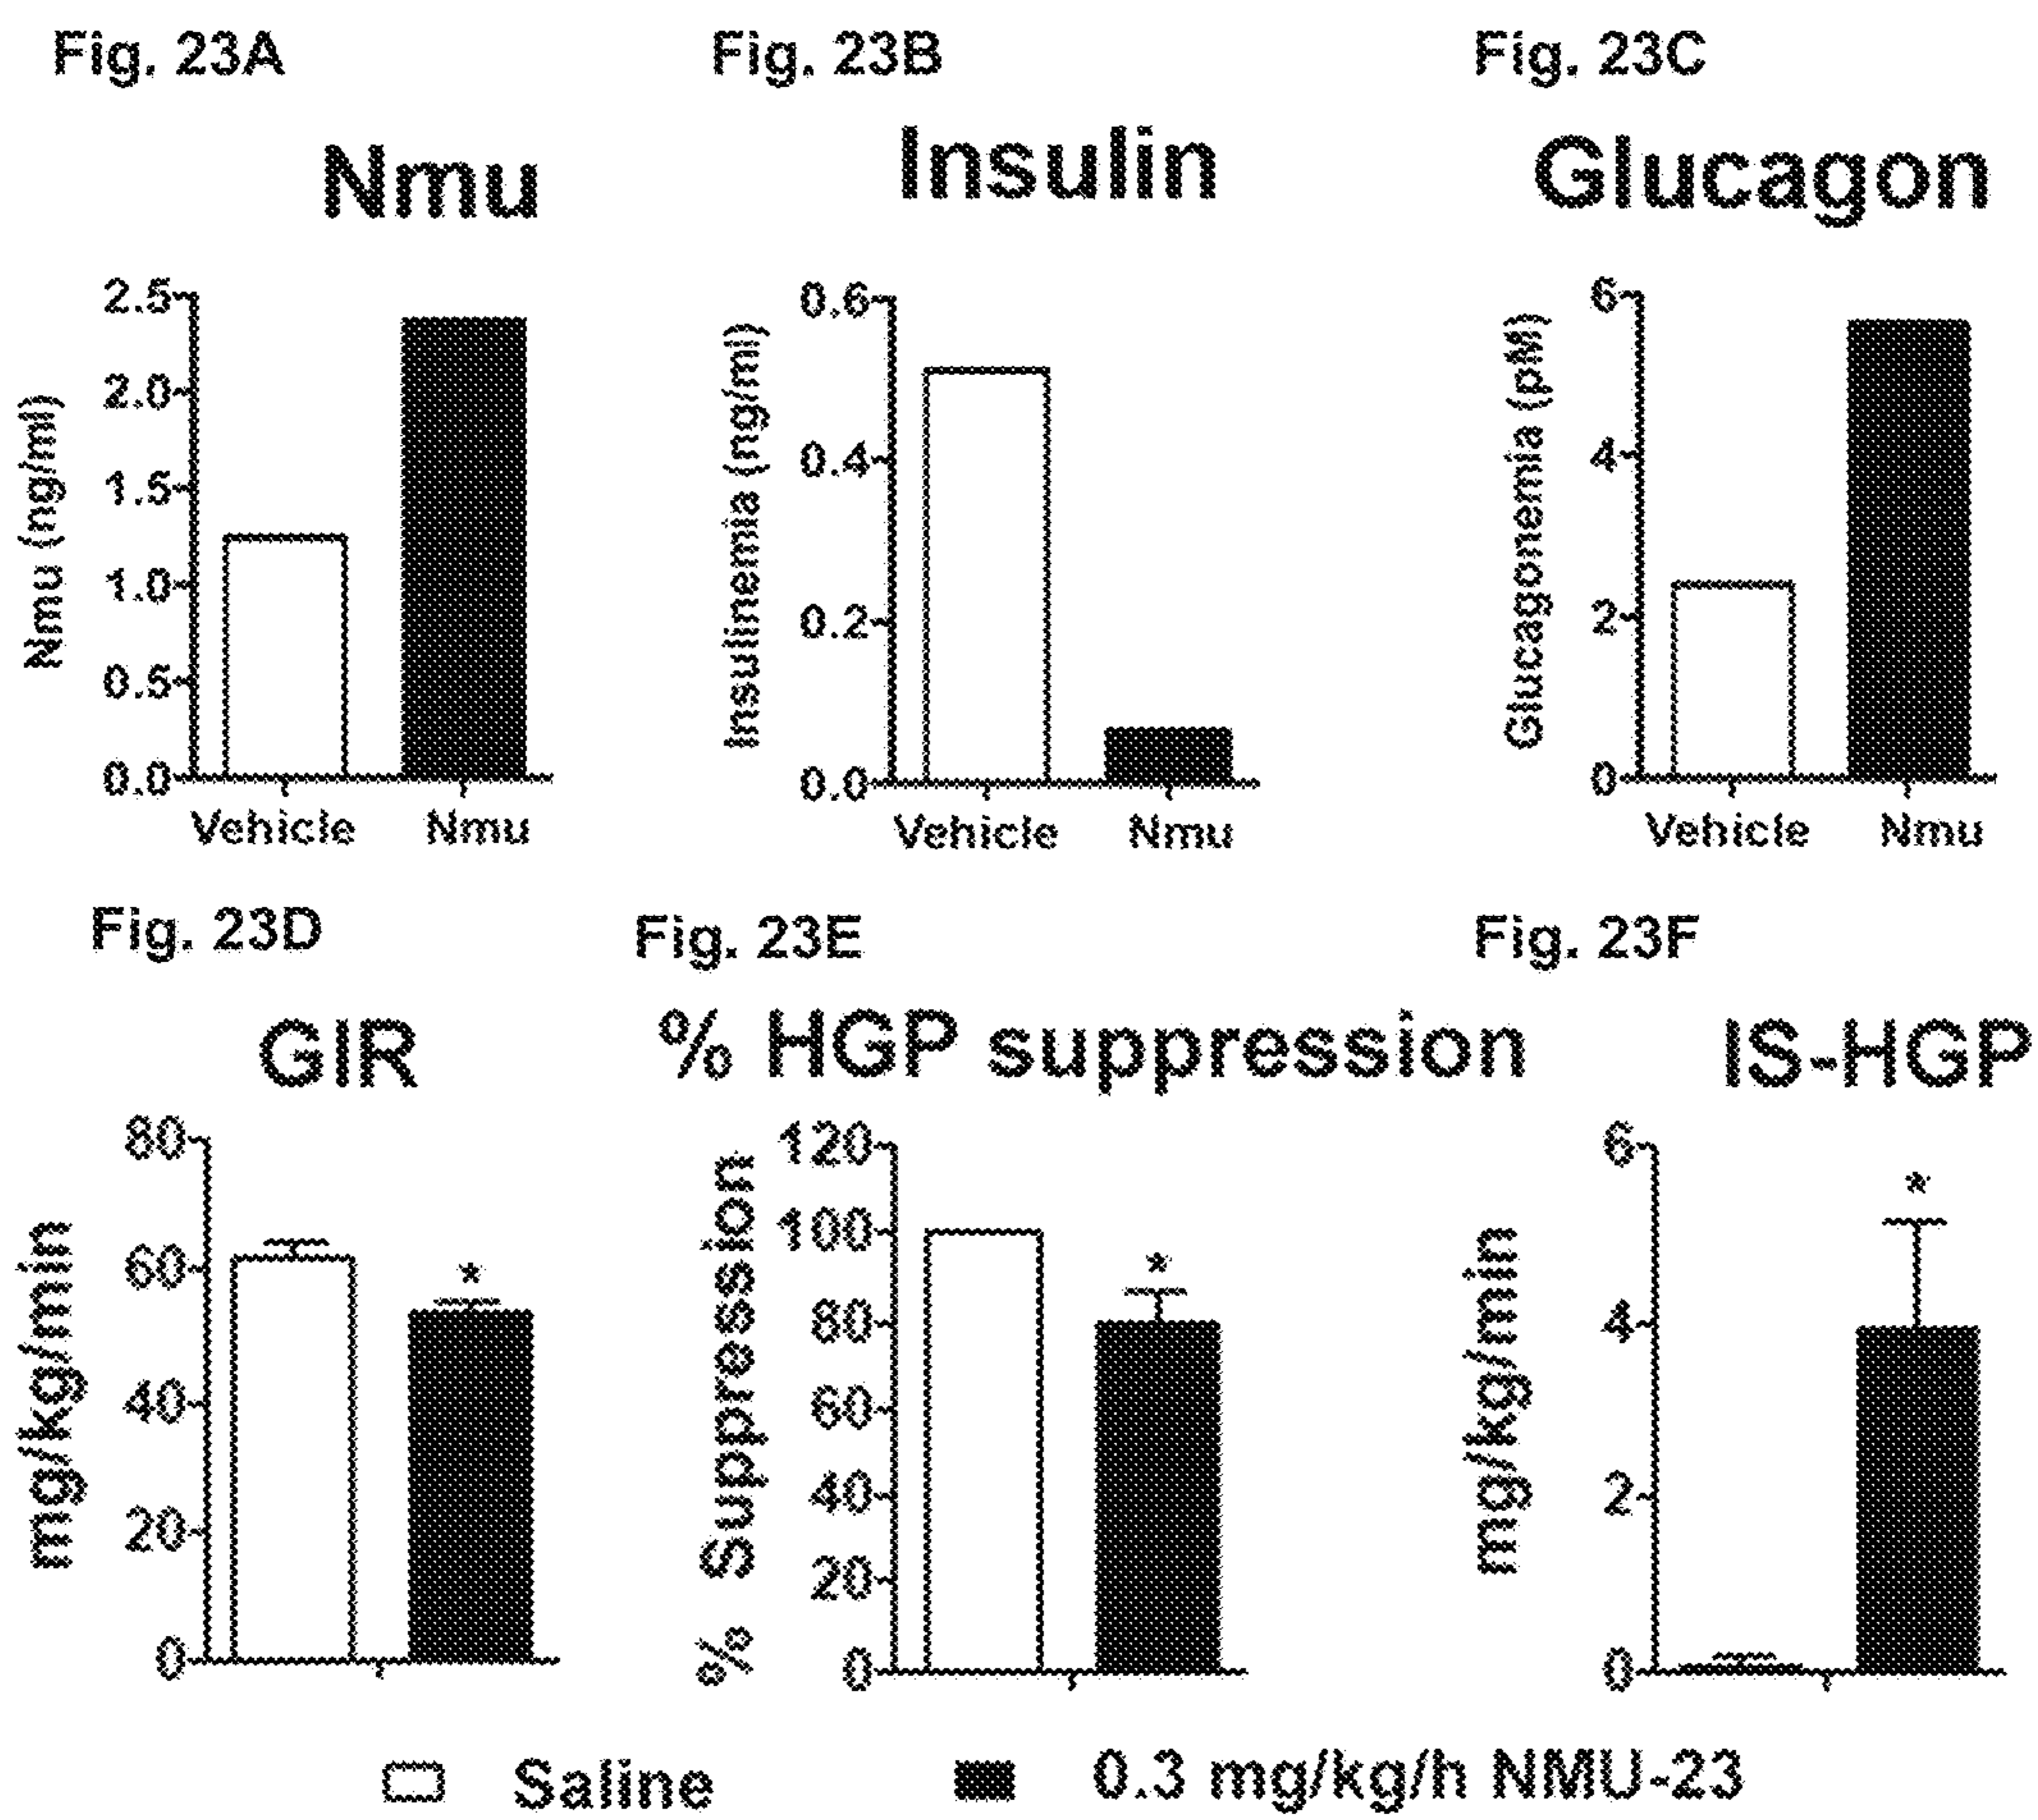 Fig. 23A
Nmu
Nmu (ng/ml)
2.5
2.0
1.5
1.0
0.5
0.0
Vehicle Nmu
Fig. 23B
Insulin
Insulinemia (ng/ml)
0.6
0.4
0.2
0.0
Vehicle Nmu
Fig. 23C
Glucagon
Glucagonemia (pM)
6
4
2
0
Vehicle Nmu
Fig. 23D
GIR
mg/kg/min
80
60
40
20
0
*
Fig. 23E
% HGP suppression
% Suppression
120
100
80
60
40
20
0
*
Fig. 23F
IS-HGP
mg/kg/min
6
4
2
0
*
Saline 0.3 mg/kg/h NMU-23